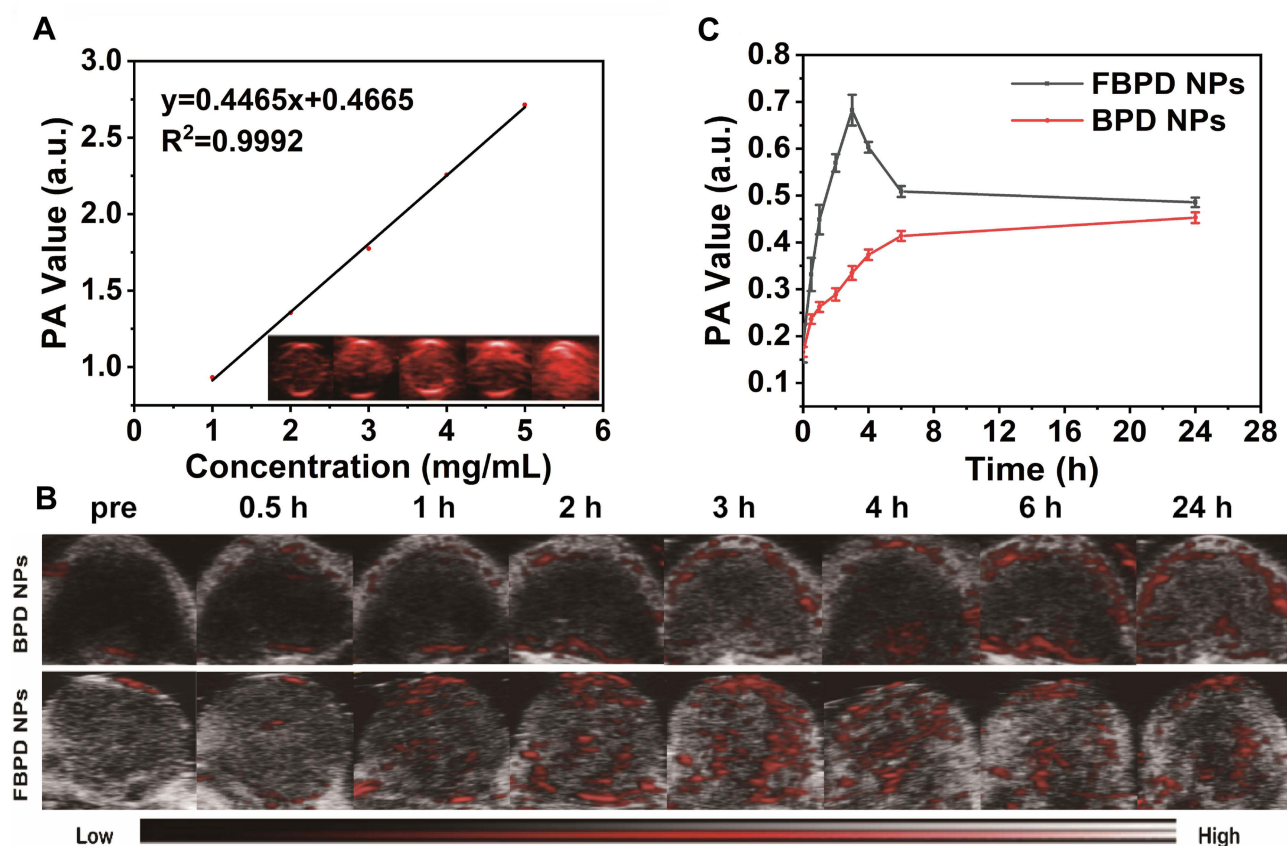 A
PA Value (a.u.)
3.0
2.5
2.0
1.5
1.0
y=0.4465x+0.4665
R²=0.9992
0 1 2 3 4 5 6
Concentration (mg/mL)
C
PA Value (a.u.)
0.8
0.7
0.6
0.5
0.4
0.3
0.2
0.1
FBPD NPs
BPD NPs
0 4 8 12 16 20 24 28
Time (h)
B
pre 0.5 h 1 h 2 h 3 h 4 h 6 h 24 h
BPD NPs
FBPD NPs
Low High